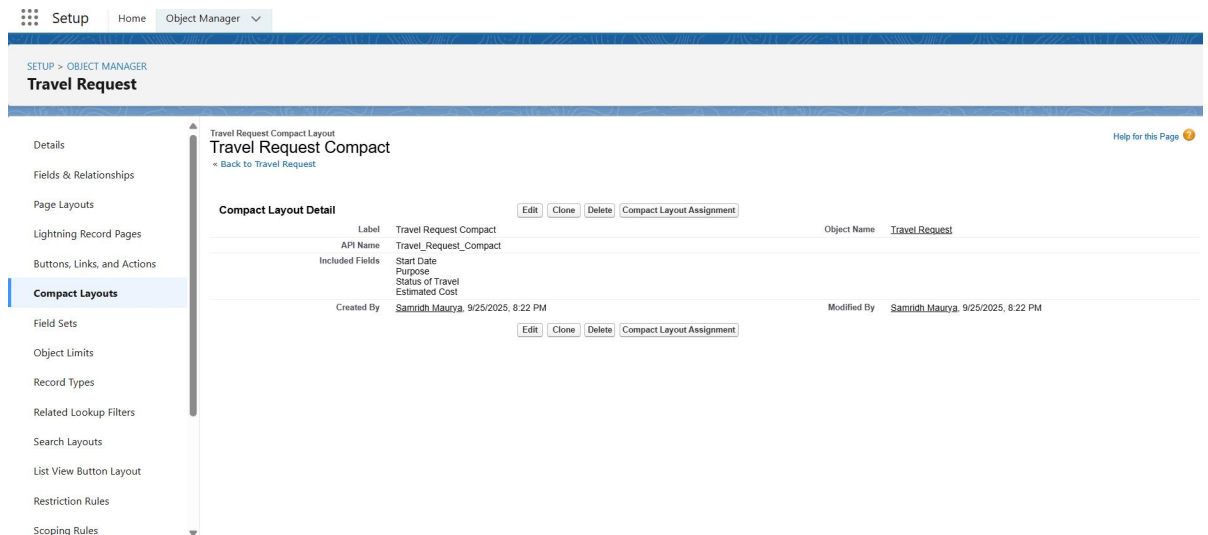 Setup
Home
Object Manager
SETUP > OBJECT MANAGER
Travel Request
Details
Fields & Relationships
Page Layouts
Lightning Record Pages
Buttons, Links, and Actions
Compact Layouts
Field Sets
Object Limits
Record Types
Related Lookup Filters
Search Layouts
List View Button Layout
Restriction Rules
Scoping Rules
Travel Request Compact Layout
Travel Request Compact
« Back to Travel Request
Help for this Page ?
Compact Layout Detail
Edit Clone Delete Compact Layout Assignment
Label Travel Request Compact Object Name Travel Request
API Name Travel_Request_Compact
Included Fields Start Date
Purpose
Status of Travel
Estimated Cost
Created By Samridh Maurya, 9/25/2025, 8:22 PM Modified By Samridh Maurya, 9/25/2025, 8:22 PM
Edit Clone Delete Compact Layout Assignment